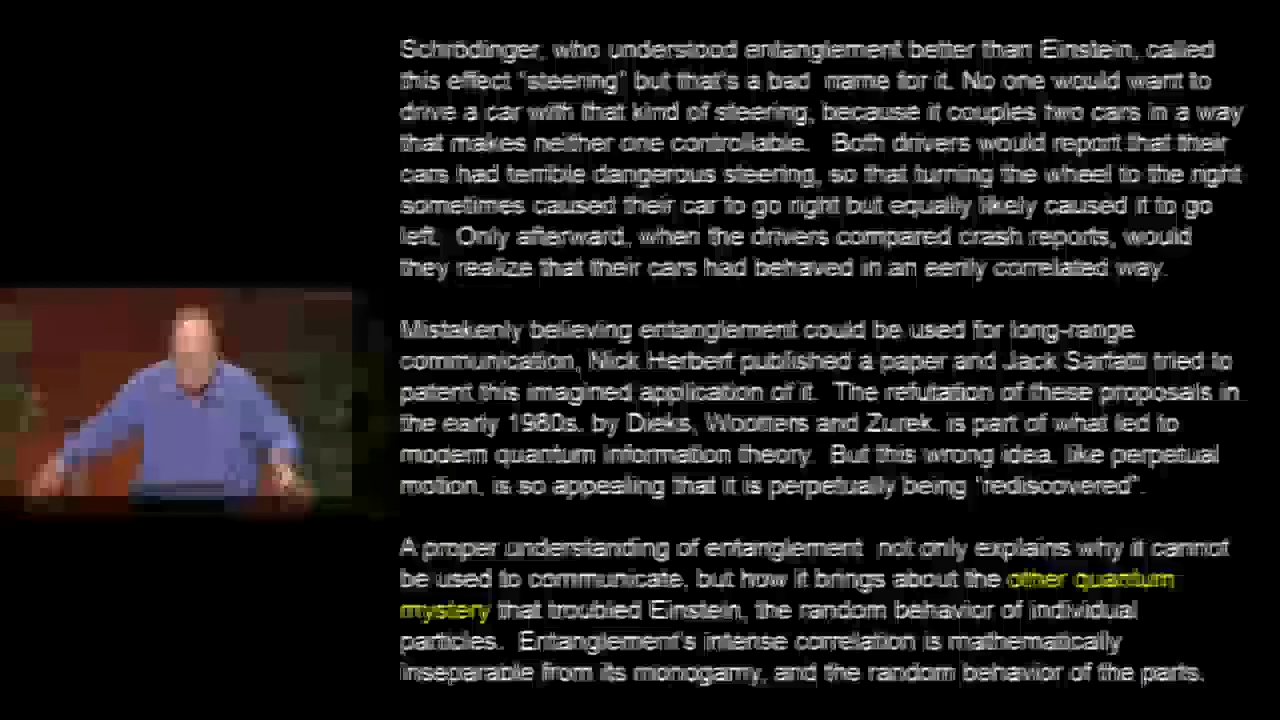 Schrödinger, who understood entanglement better than Einstein, called
this effect "steering" but that's a bad name for it. No one would want to
drive a car with that kind of steering, because it couples two cars in a way
that makes neither one controllable. Both drivers would report that their
cars had terrible dangerous steering, so that turning the wheel to the right
sometimes caused their car to go right but equally likely caused it to go
left. Only afterward, when the drivers compared crash reports, would
they realize that their cars had behaved in an eerily correlated way.
Mistakenly believing entanglement could be used for long-range
communication, Nick Herbert published a paper and Jack Sarfatti tried to
patent this imagined application of it. The refutation of these proposals in
the early 1980s. by Dieks, Wootters and Zurek. is part of what led to
modern quantum information theory. But this wrong idea, like perpetual
motion, is so appealing that it is perpetually being "rediscovered".
A proper understanding of entanglement not only explains why it cannot
be used to communicate, but how it brings about the other quantum
mystery that troubled Einstein, the random behavior of individual
particles. Entanglement's intense correlation is mathematically
inseparable from its monogamy, and the random behavior of the parts.